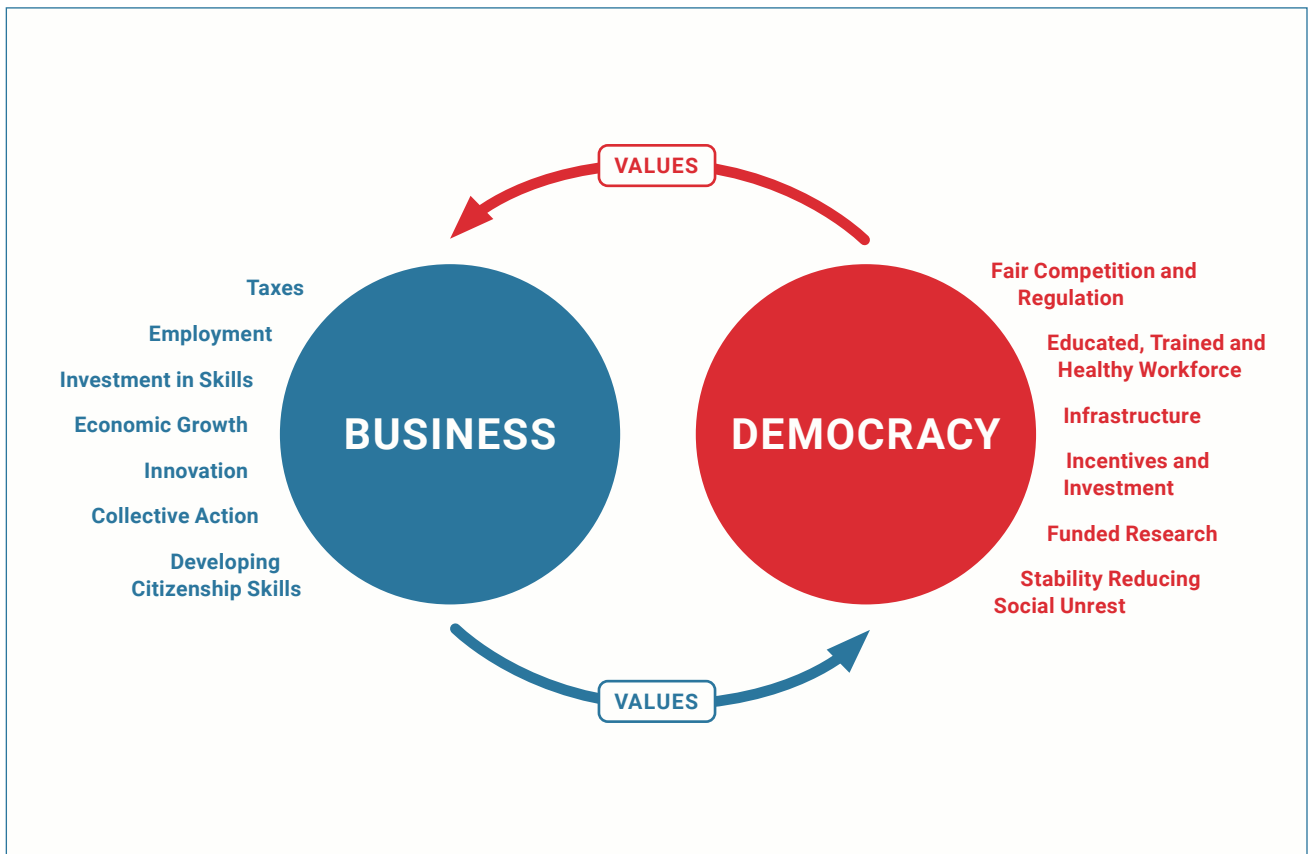 VALUES
Taxes
Employment
Investment in Skills
Economic Growth
Innovation
Collective Action
Developing
Citizenship Skills
BUSINESS
DEMOCRACY
Fair Competition and
Regulation
Educated, Trained and
Healthy Workforce
Infrastructure
Incentives and
Investment
Funded Research
Stability Reducing
Social Unrest
VALUES